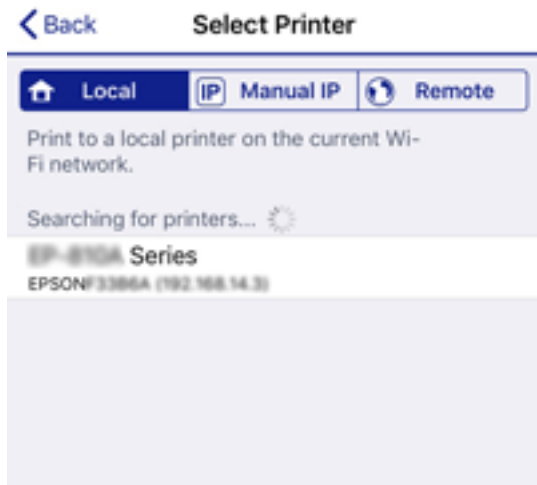 Back
Select Printer
Local
IP
Manual IP
Remote
Print to a local printer on the current Wi-
Fi network.
Searching for printers...
Series
EPSON